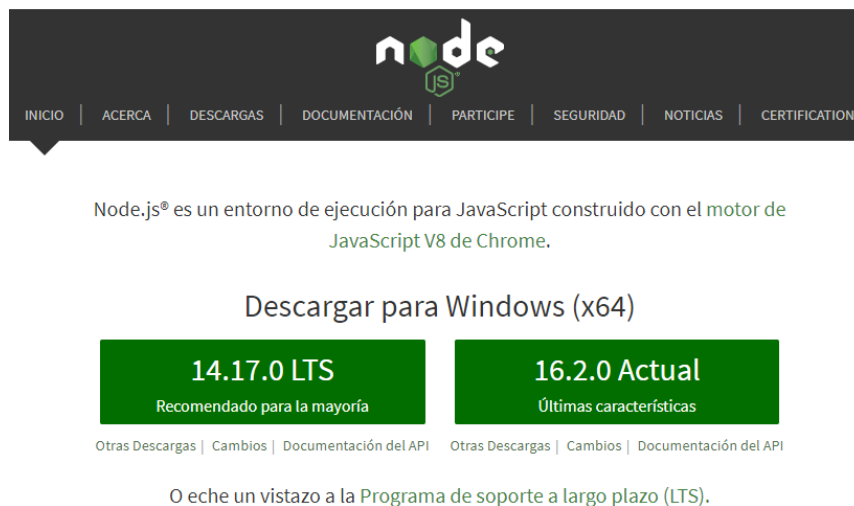 node
JS
INICIO | ACERCA | DESCARGAS | DOCUMENTACIÓN | PARTICIPE | SEGURIDAD | NOTICIAS | CERTIFICATION
Node.js® es un entorno de ejecución para JavaScript construido con el motor de
JavaScript V8 de Chrome.
Descargar para Windows (x64)
14.17.0 LTS 16.2.0 Actual
Recomendado para la mayoría Últimas características
Otras Descargas | Cambios | Documentación del API Otras Descargas | Cambios | Documentación del API
O eche un vistazo a la Programa de soporte a largo plazo (LTS).